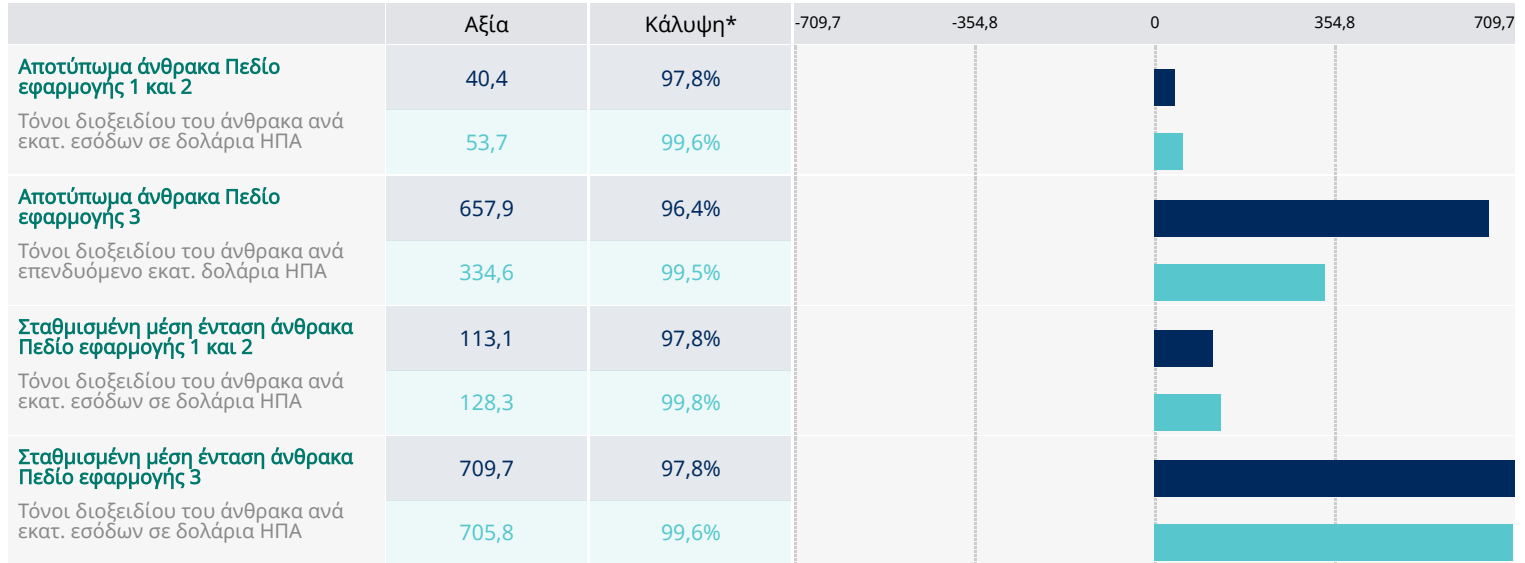 Αξία Κάλυψη* -709,7 -354,8 0 354,8 709,7
Αποτύπωμα άνθρακα Πεδίο
εφαρμογής 1 και 2
Τόνοι διοξειδίου του άνθρακα ανά
εκατ. εσόδων σε δολάρια ΗΠΑ
40,4 97,8%
53,7 99,6%
Αποτύπωμα άνθρακα Πεδίο
εφαρμογής 3
Τόνοι διοξειδίου του άνθρακα ανά
επενδυόμενο εκατ. δολάρια ΗΠΑ
657,9 96,4%
334,6 99,5%
Σταθμισμένη μέση ένταση άνθρακα
Πεδίο εφαρμογής 1 και 2
Τόνοι διοξειδίου του άνθρακα ανά
εκατ. εσόδων σε δολάρια ΗΠΑ
113,1 97,8%
128,3 99,8%
Σταθμισμένη μέση ένταση άνθρακα
Πεδίο εφαρμογής 3
Τόνοι διοξειδίου του άνθρακα ανά
εκατ. εσόδων σε δολάρια ΗΠΑ
709,7 97,8%
705,8 99,6%